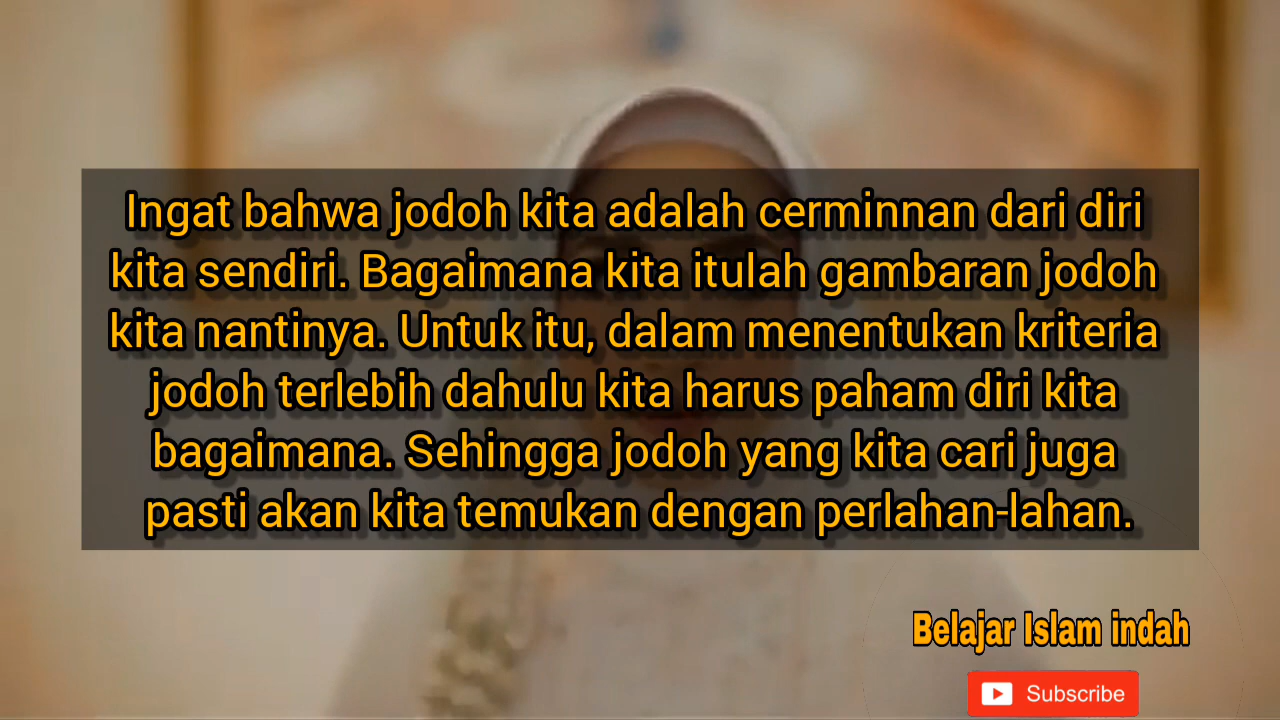 Ingat bahwa jodoh kita adalah cerminnan dari diri
kita sendiri. Bagaimana kita itulah gambaran jodoh
kita nantinya. Untuk itu, dalam menentukan kriteria
jodoh terlebih dahulu kita harus paham diri kita
bagaimana. Sehingga jodoh yang kita cari juga
pasti akan kita temukan dengan perlahan-lahan.
Belajar Islam indah
Subscribe